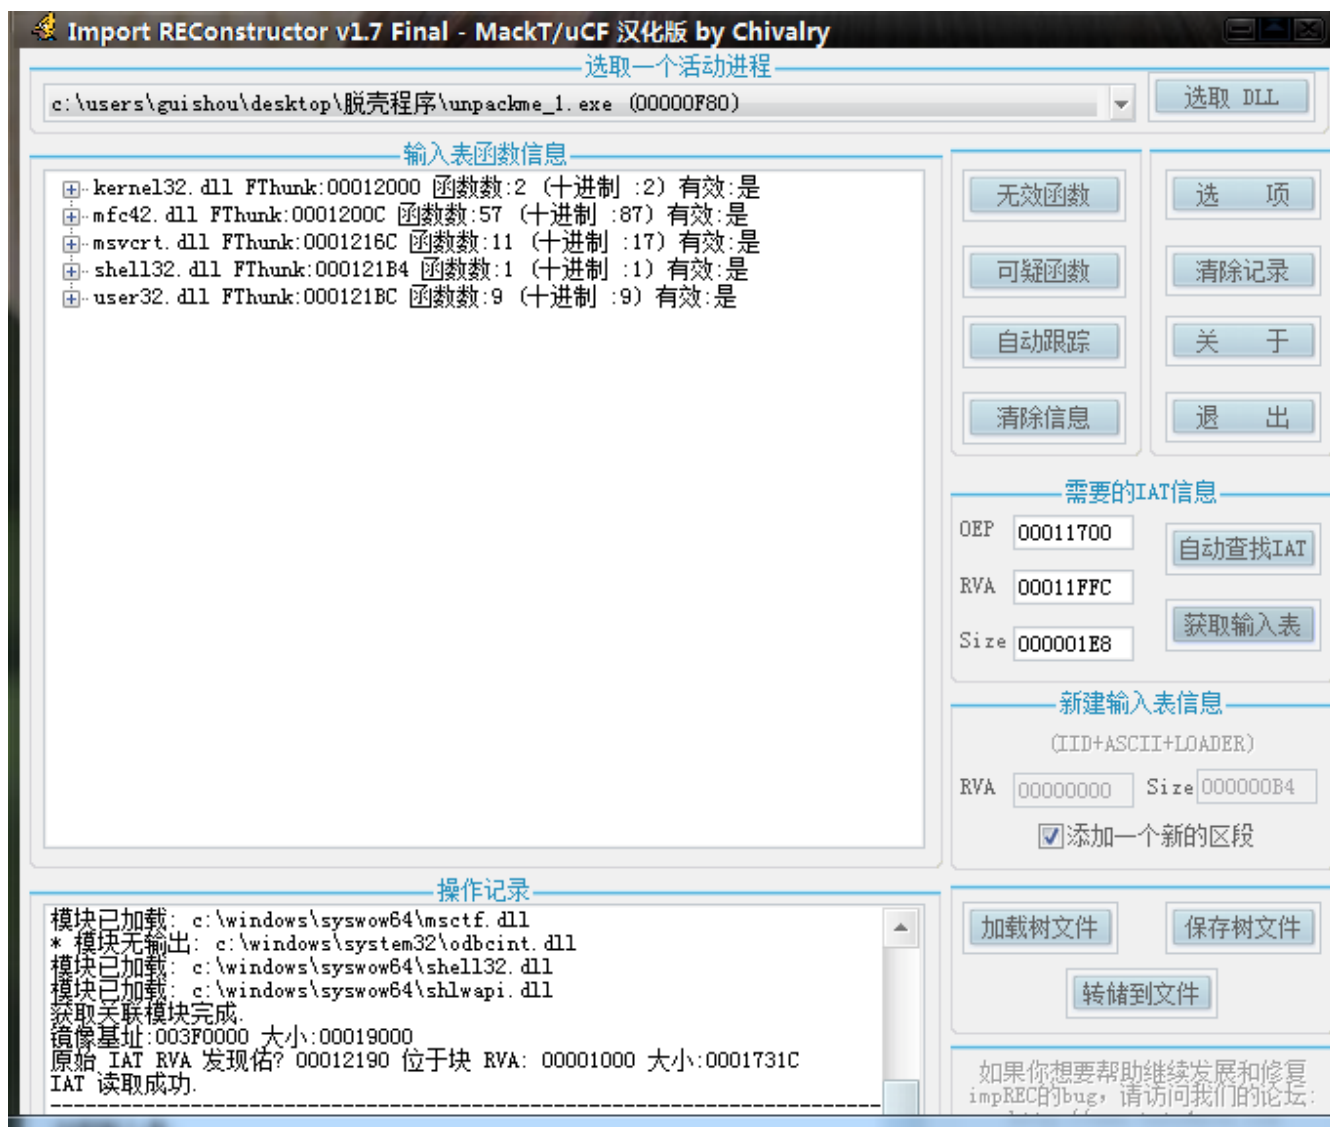 Import REConstructor v1.7 Final - MackT/uCF 汉化版 by Chivalry
选取一个活动进程
c:\users\guishou\desktop\脱壳程序\unpackme_1.exe (00000F80)
选取 DLL
输入表函数信息
kernel32.dll FThunk:00012000 函数数:2 (十进制 :2) 有效:是
mfc42.dll FThunk:0001200C 函数数:57 (十进制 :87) 有效:是
msvcrt.dll FThunk:0001216C 函数数:11 (十进制 :17) 有效:是
shell32.dll FThunk:000121B4 函数数:1 (十进制 :1) 有效:是
user32.dll FThunk:000121BC 函数数:9 (十进制 :9) 有效:是
无效函数
选 项
可疑函数
清除记录
自动跟踪
关 于
清除信息
退 出
需要的IAT信息
OEP 00011700
自动查找IAT
RVA 00011FFC
获取输入表
Size 000001E8
新建输入表信息
(IID+ASCII+LOADER)
RVA 00000000 Size 000000B4
添加一个新的区段
操作记录
模块已加载: c:\windows\syswow64\msctf.dll
* 模块无输出: c:\windows\system32\odbcint.dll
模块已加载: c:\windows\syswow64\shell32.dll
模块已加载: c:\windows\syswow64\shlwapi.dll
获取关联模块完成.
镜像基址:003F0000 大小:00019000
原始 IAT RVA 发现佑? 00012190 位于块 RVA: 00001000 大小:0001731C
IAT 读取成功.
加载树文件
保存树文件
转储到文件
如果你想要帮助继续发展和修复
impREC的bug，请访问我们的论坛: